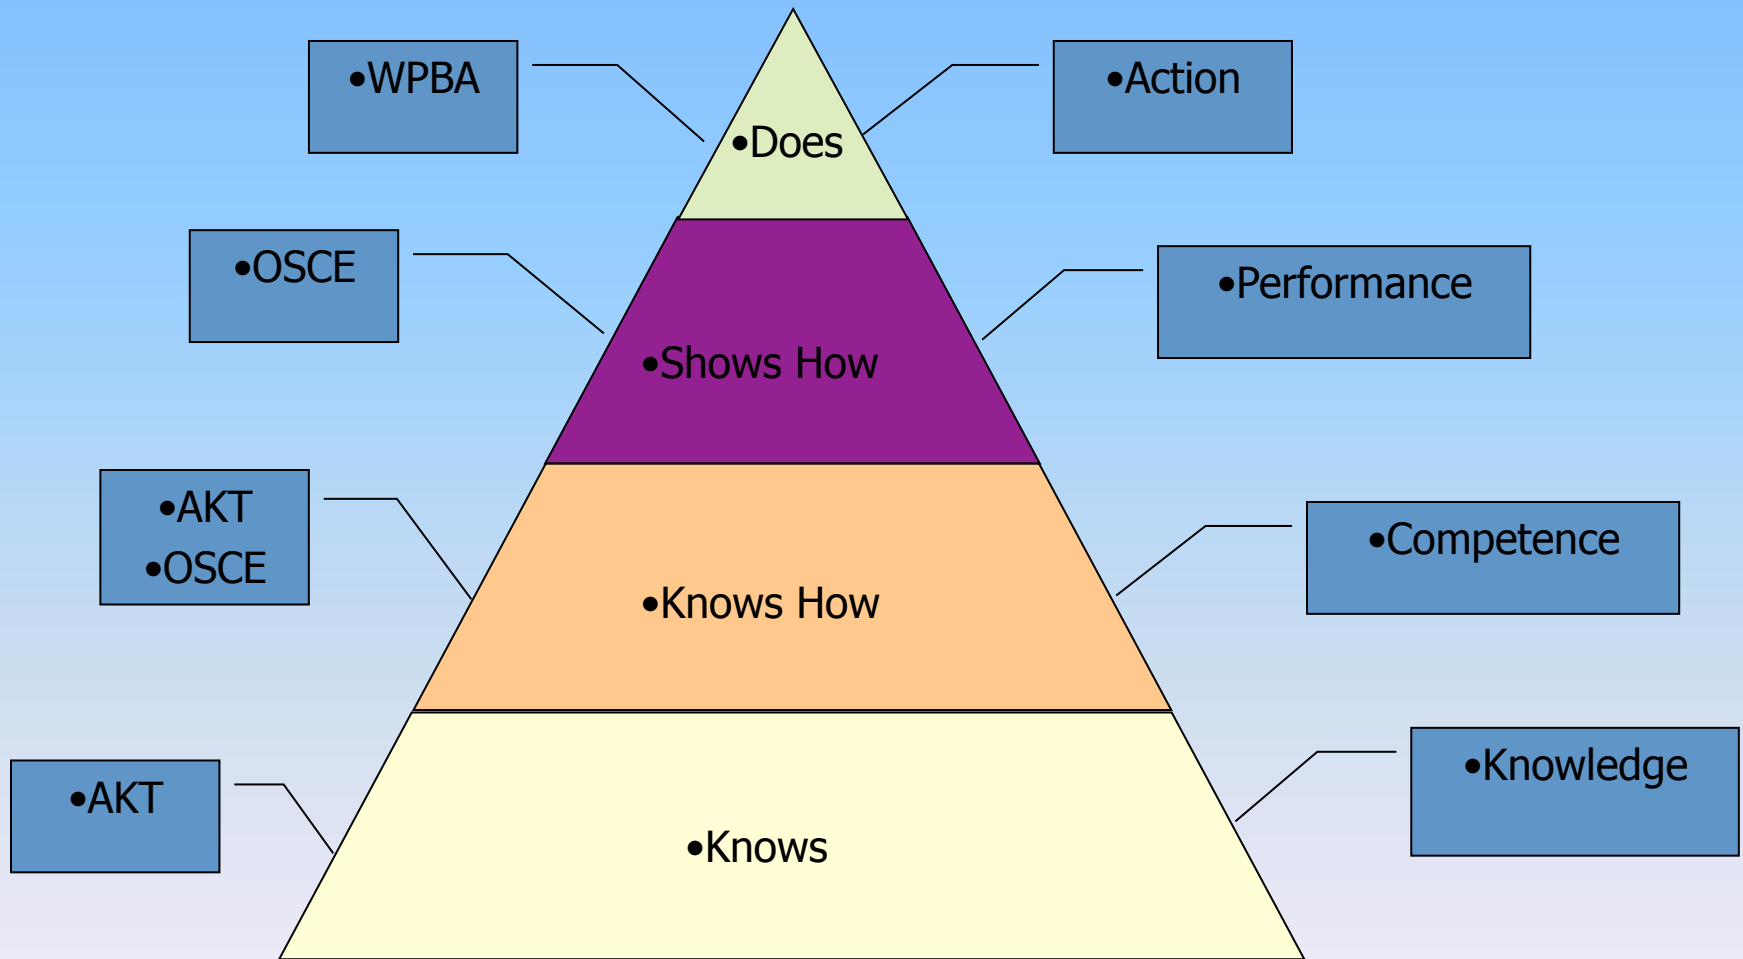 •WPBA
•Action
•Does
•OSCE
•Performance
•Shows How
•AKT
•OSCE
•Competence
•Knows How
•AKT
•Knowledge
•Knows